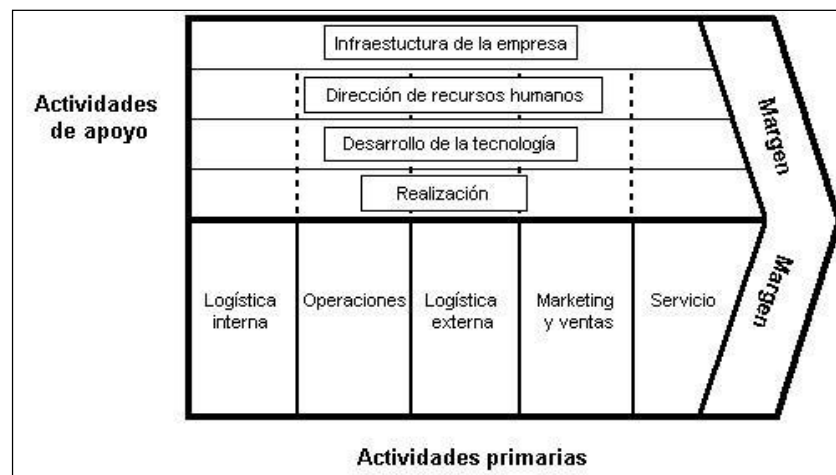 Infraestuctura de la empresa
Actividades
de apoyo
Dirección de recursos humanos
Desarrollo de la tecnología
Realización
Margen
Logística
interna
Operaciones
Logística
externa
Marketing
y ventas
Servicio
Margen
Actividades primarias